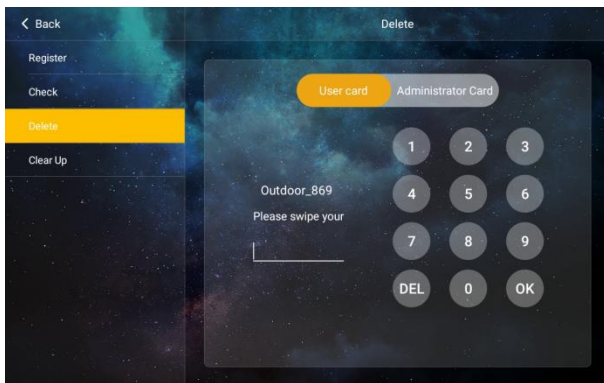 Back
Delete
Register
Check
Delete
Clear Up
User card
Administrator Card
Outdoor_869
Please swipe your
1 2 3
4 5 6
7 8 9
DEL 0 OK